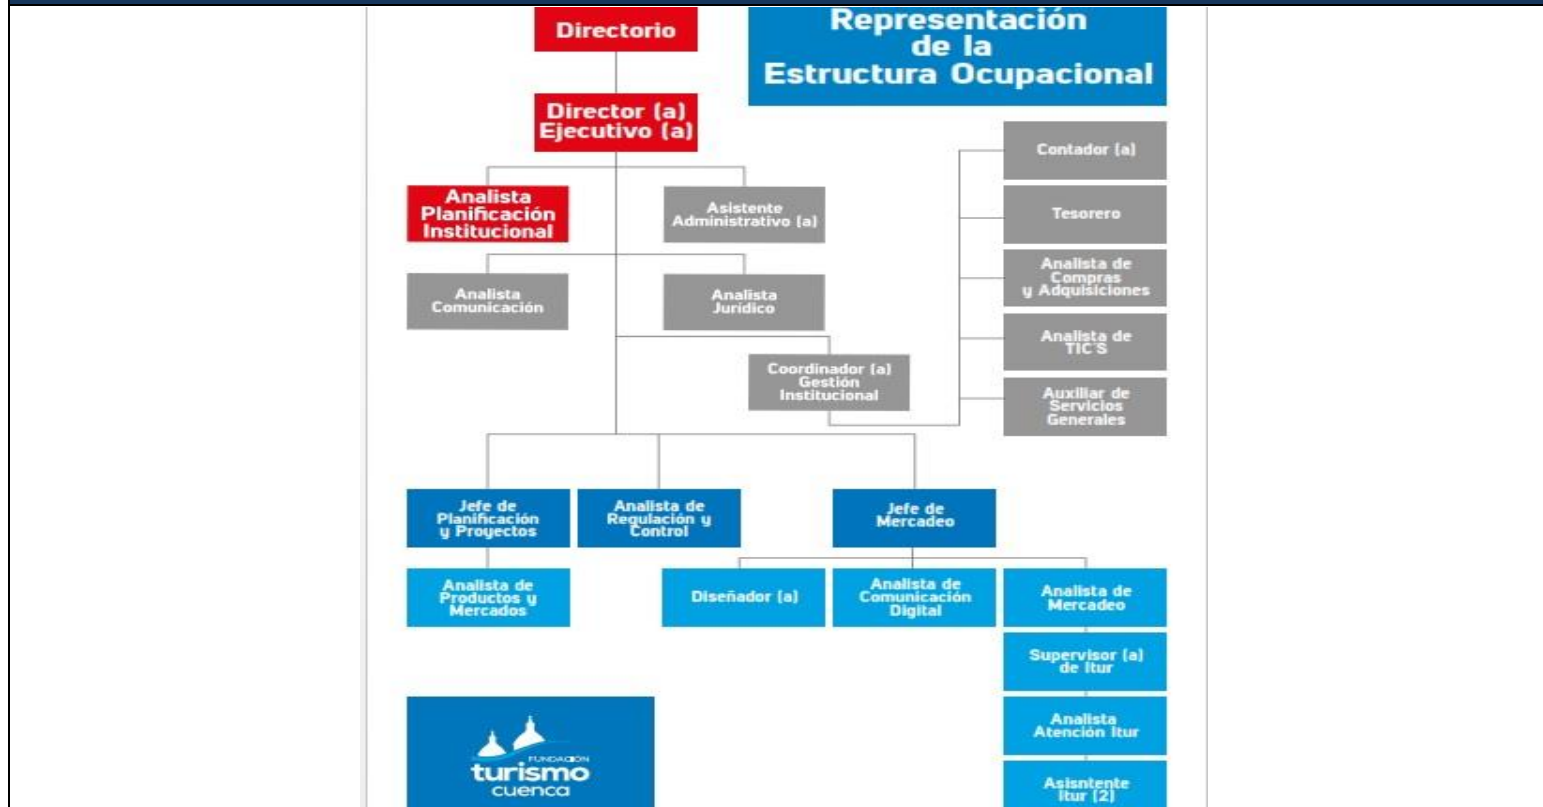 Directorio
Representación
de la
Estructura Ocupacional
Director (a)
Ejecutivo (a)
Contador (a)
Analista
Planificación
Institucional
Asistente
Administrativo (a)
Tesorero
Analista de
Compras
y Adquisiciones
Analista
Comunicación
Analista
Jurídico
Analista de
TIC'S
Coordinador (a)
Gestión
Institucional
Auxiliar de
Servicios
Generales
Jefe de
Planificación
y Proyectos
Analista de
Regulación y
Control
Jefe de
Mercadeo
Analista de
Productos y
Mercados
Diseñador (a)
Analista de
Comunicación
Digital
Analista de
Mercadeo
Supervisor (a)
de Itur
Analista
Atención Itur
Asisntente
Itur (2)
FUNDACIÓN
turismo
cuenca